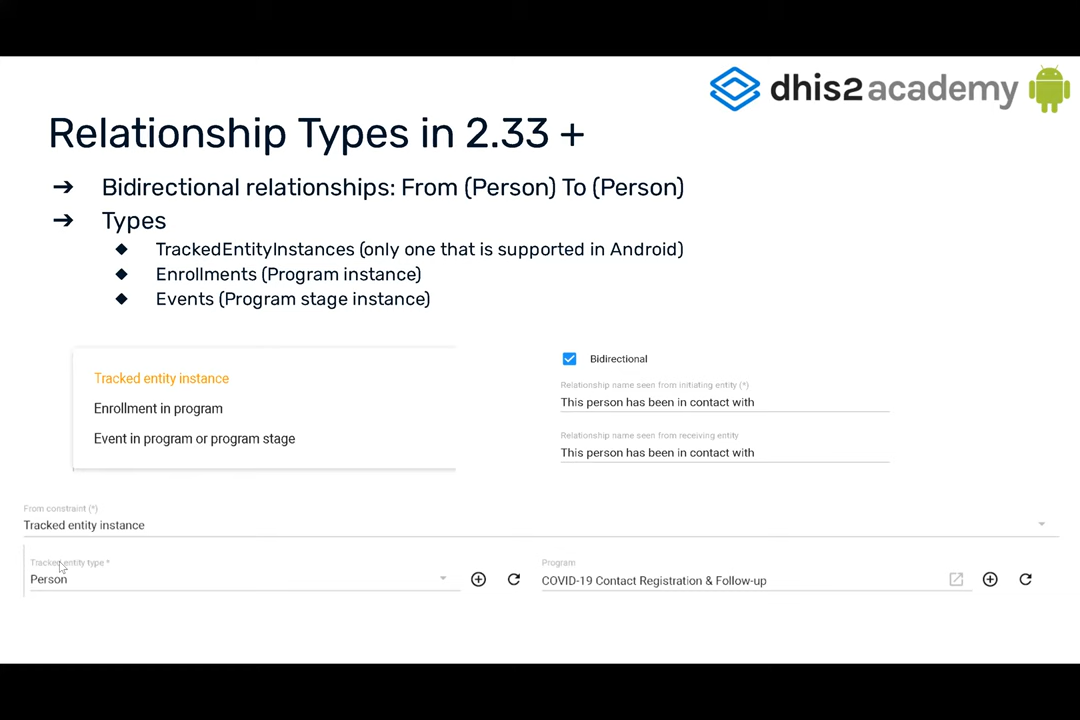 dhis2 academy
Relationship Types in 2.33 +
➔ Bidirectional relationships: From (Person) To (Person)
➔ Types
◆ TrackedEntityInstances (only one that is supported in Android)
◆ Enrollments (Program instance)
◆ Events (Program stage instance)
Tracked entity instance
Enrollment in program
Event in program or program stage
Bidirectional
Relationship name seen from initiating entity (*)
This person has been in contact with
Relationship name seen from receiving entity
This person has been in contact with
From constraint (*)
Tracked entity instance
Tracked entity type *
Person
Program
COVID-19 Contact Registration & Follow-up